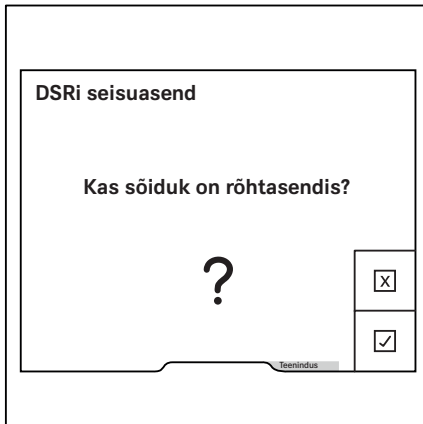 DSRi seisuasend
Kas sõiduk on rõhtasendis?
?
X
Teenindus